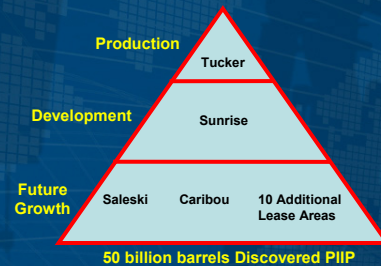 Production
Tucker
Development
Sunrise
Future
Growth
Saleski
Caribou
10 Additional
Lease Areas
50 billion barrels Discovered PIIP